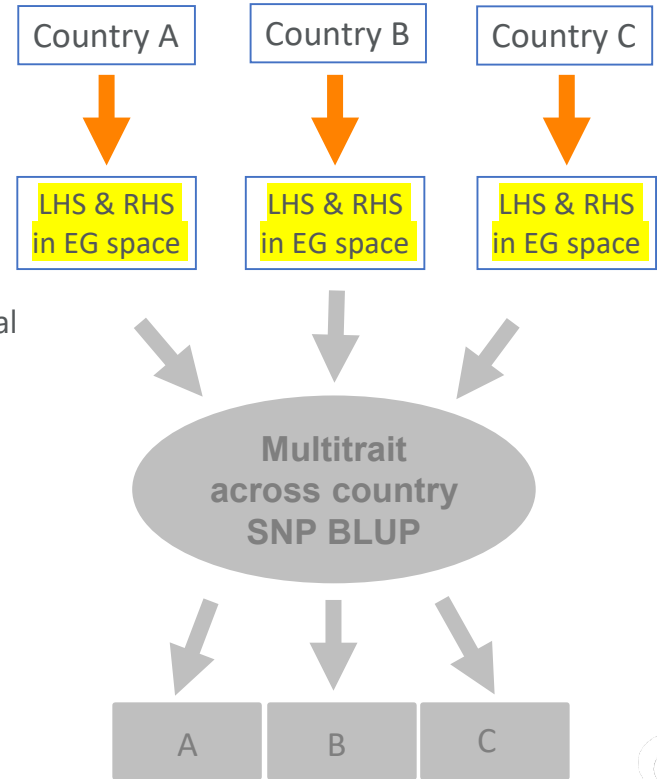 Country A
Country B
Country C
LHS & RHS
in EG space
LHS & RHS
in EG space
LHS & RHS
in EG space
al
Multitrait
across country
SNP BLUP
A
B
C